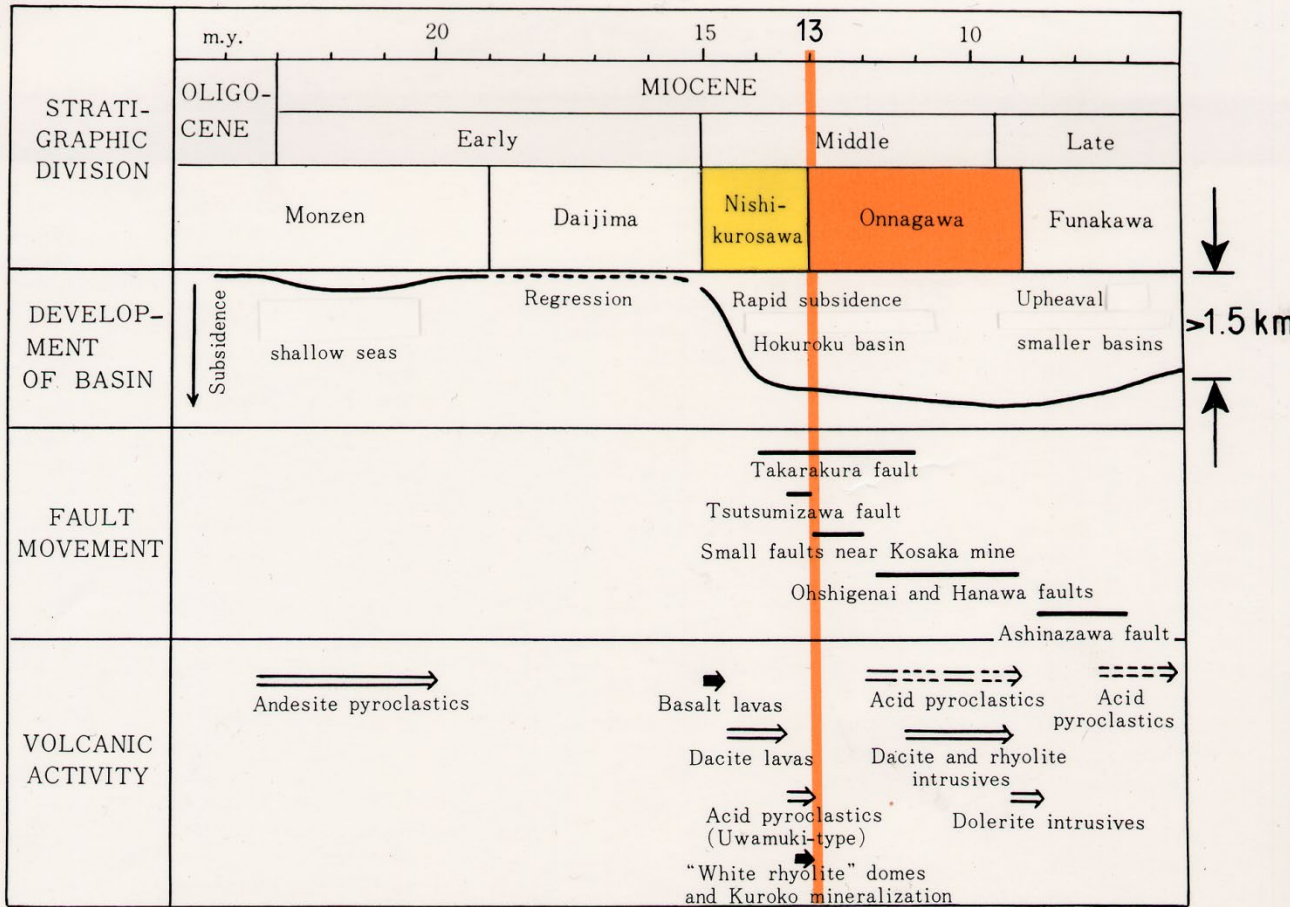 m.y.
20
15
13
10
STRATI-
GRAPHIC
DIVISION
OLIGO-
CENE
MIOCENE
Early
Middle
Late
Monzen
Daijima
Nishi-
kurosawa
Onnagawa
Funakawa
DEVELOP-
MENT
OF BASIN
Subsidence
shallow seas
Regression
Rapid subsidence
Hokuroku basin
Upheaval
smaller basins
>1.5 km
FAULT
MOVEMENT
Takarakura fault
Tsutsumizawa fault
Small faults near Kosaka mine
Ohshigenai and Hanawa faults
Ashinazawa fault
VOLCANIC
ACTIVITY
Andesite pyroclastics
Basalt lavas
Acid pyroclastics
Acid
pyroclastics
Dacite lavas
Dacite and rhyolite
intrusives
Acid pyroclastics
(Uwamuki-type)
Dolerite intrusives
"White rhyolite" domes
and Kuroko mineralization